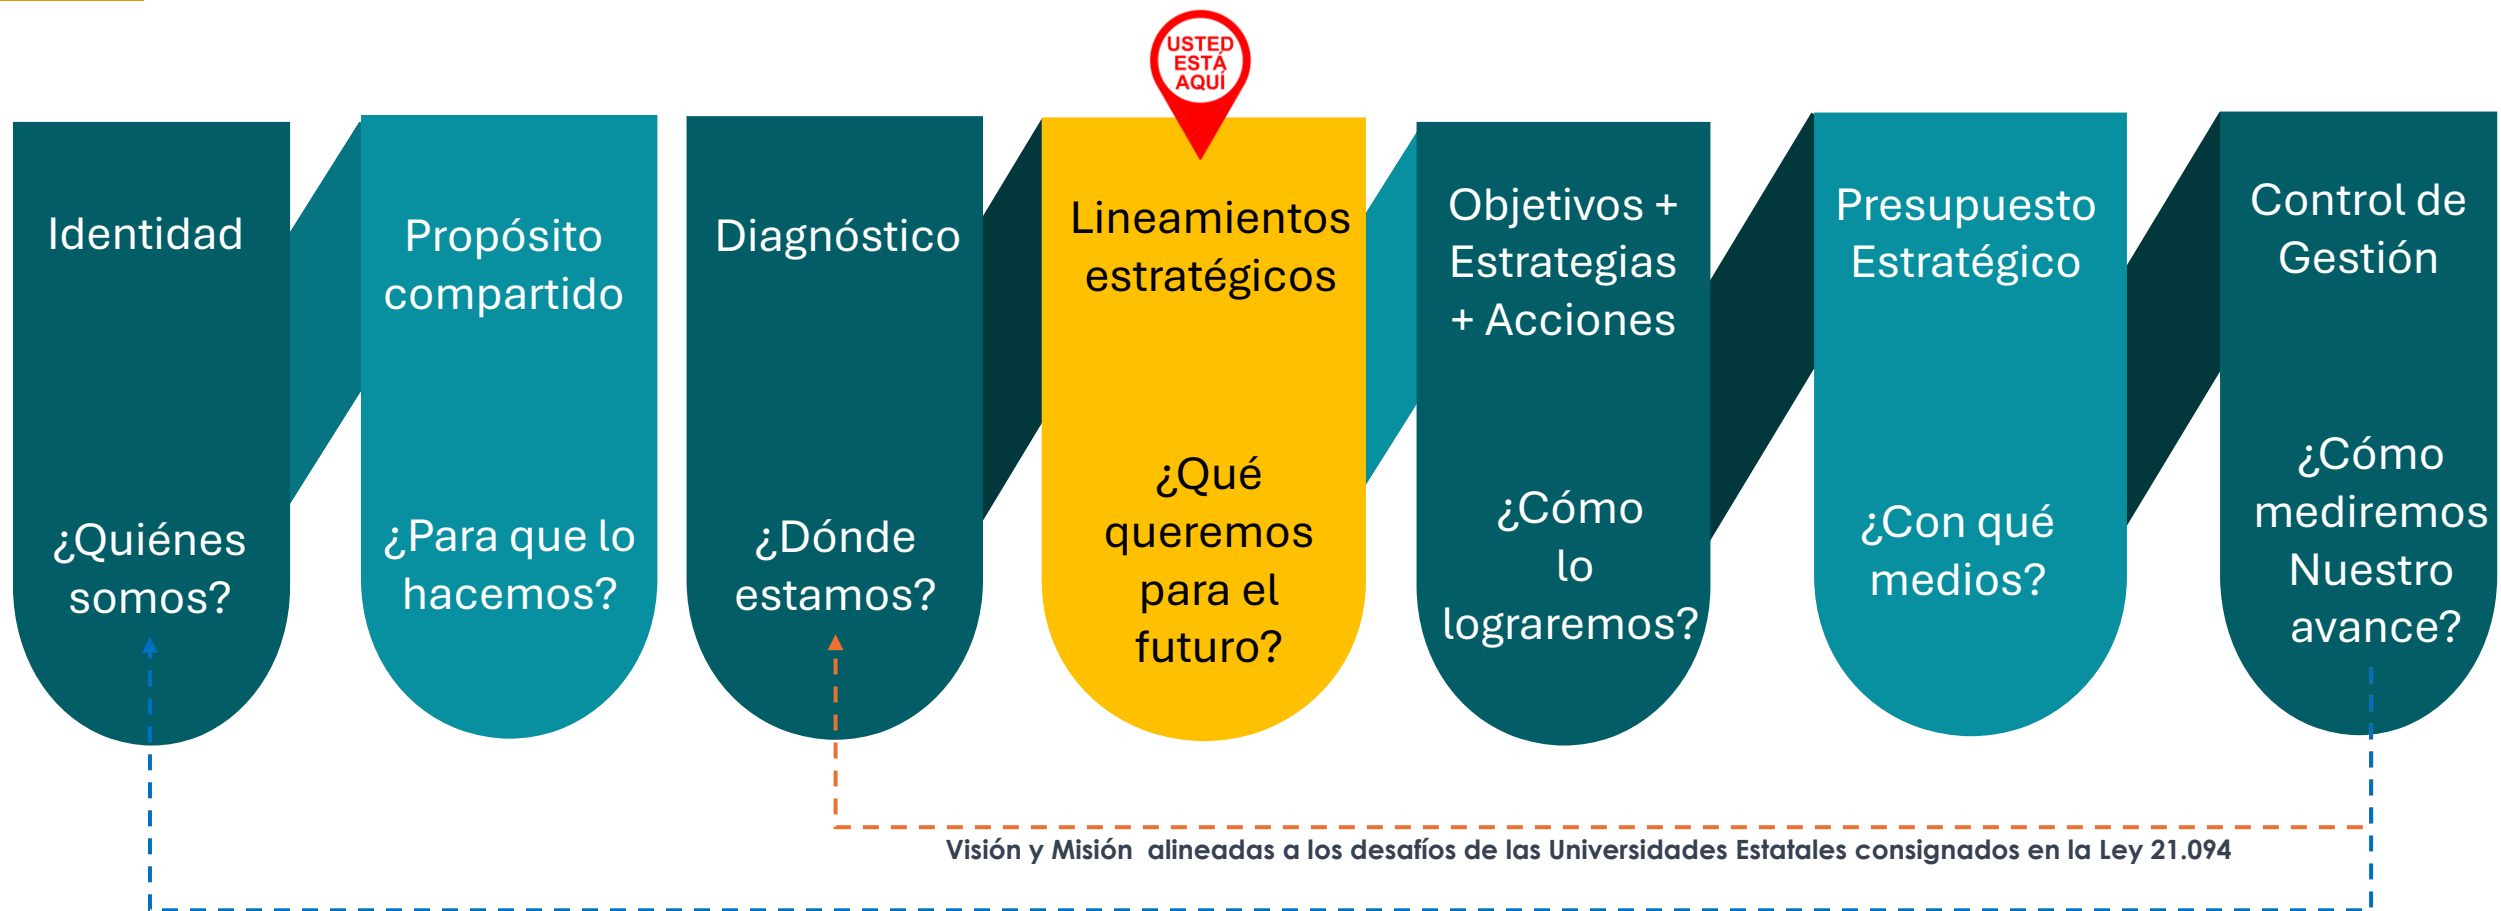 USTED
ESTÁ
AQUÍ
Identidad
¿Quiénes
somos?
Propósito
compartido
¿Para que lo
hacemos?
Diagnóstico
¿Dónde
estamos?
Lineamientos
estratégicos
¿Qué
queremos
para el
futuro?
Objetivos +
Estrategias
+ Acciones
¿Cómo
lo
lograremos?
Presupuesto
Estratégico
¿Con qué
medios?
Control de
Gestión
¿Cómo
mediremos
Nuestro
avance?
Visión y Misión alineadas a los desafíos de las Universidades Estatales consignados en la Ley 21.094